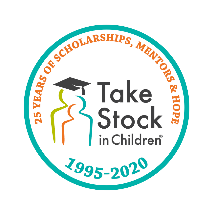 25 YEARS OF SCHOLARSHIPS, MENTORS & HOPE
Take
Stock
in Children
1995-2020